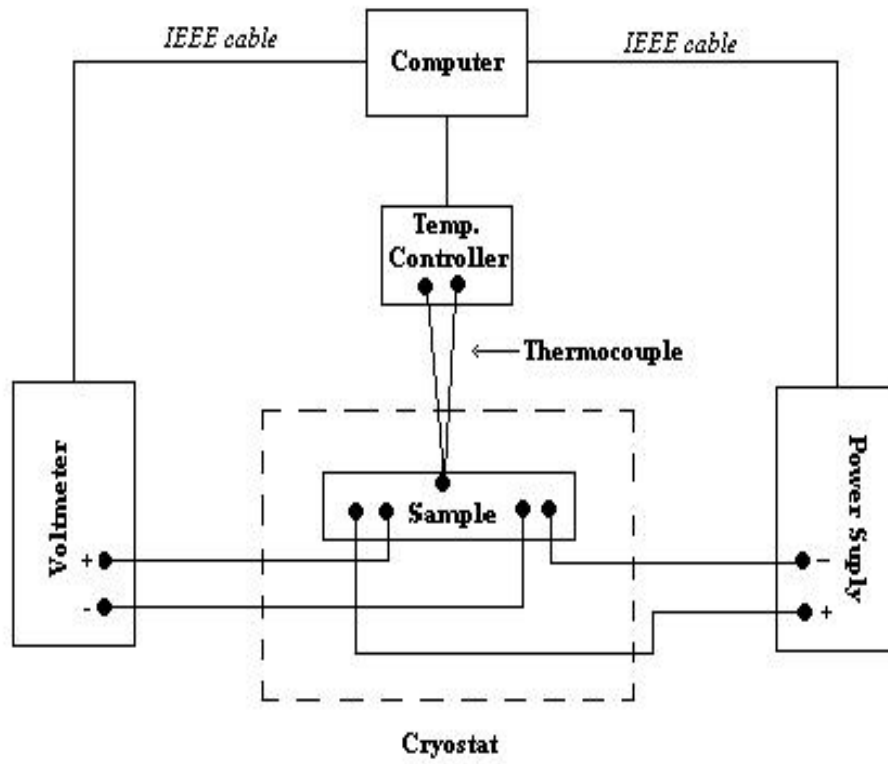 IEEE cable
IEEE cable
Computer
Temp.
Controller
Thermocouple
Voltmeter
+
-
Sample
Power Suply
−
+
Cryostat